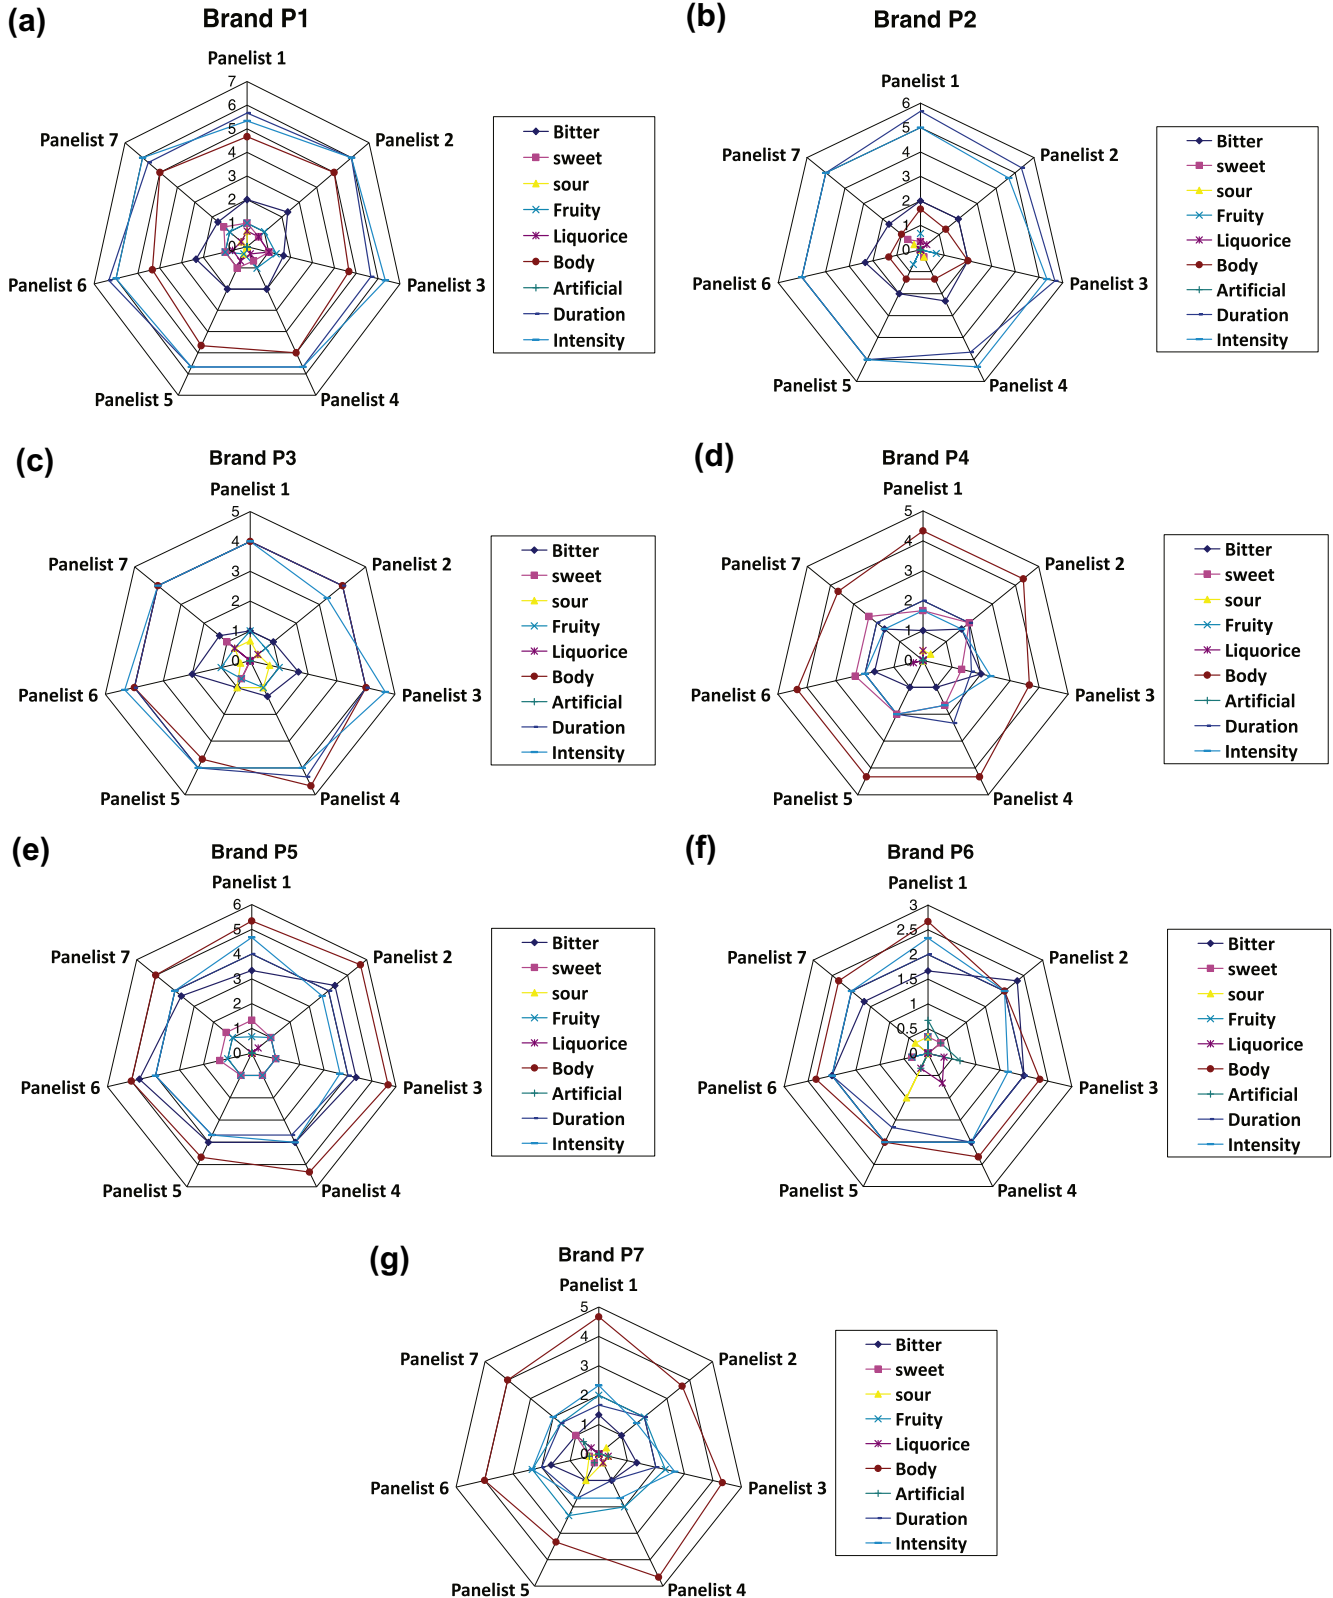 (a)
Brand P1
Panelist 1
Panelist 2
Panelist 3
Panelist 4
Panelist 5
Panelist 6
Panelist 7
7
6
5
4
3
2
1
0
Bitter
sweet
sour
Fruity
Liquorice
Body
Artificial
Duration
Intensity
(b)
Brand P2
Panelist 1
Panelist 2
Panelist 3
Panelist 4
Panelist 5
Panelist 6
Panelist 7
6
5
4
3
2
1
0
Bitter
sweet
sour
Fruity
Liquorice
Body
Artificial
Duration
Intensity
(c)
Brand P3
Panelist 1
Panelist 2
Panelist 3
Panelist 4
Panelist 5
Panelist 6
Panelist 7
5
4
3
2
1
0
Bitter
sweet
sour
Fruity
Liquorice
Body
Artificial
Duration
Intensity
(d)
Brand P4
Panelist 1
Panelist 2
Panelist 3
Panelist 4
Panelist 5
Panelist 6
Panelist 7
5
4
3
2
1
0
Bitter
sweet
sour
Fruity
Liquorice
Body
Artificial
Duration
Intensity
(e)
Brand P5
Panelist 1
Panelist 2
Panelist 3
Panelist 4
Panelist 5
Panelist 6
Panelist 7
6
5
4
3
2
1
0
Bitter
sweet
sour
Fruity
Liquorice
Body
Artificial
Duration
Intensity
(f)
Brand P6
Panelist 1
Panelist 2
Panelist 3
Panelist 4
Panelist 5
Panelist 6
Panelist 7
3
2.5
2
1.5
1
0.5
0
Bitter
sweet
sour
Fruity
Liquorice
Body
Artificial
Duration
Intensity
(g)
Brand P7
Panelist 1
Panelist 2
Panelist 3
Panelist 4
Panelist 5
Panelist 6
Panelist 7
5
4
3
2
1
0
Bitter
sweet
sour
Fruity
Liquorice
Body
Artificial
Duration
Intensity